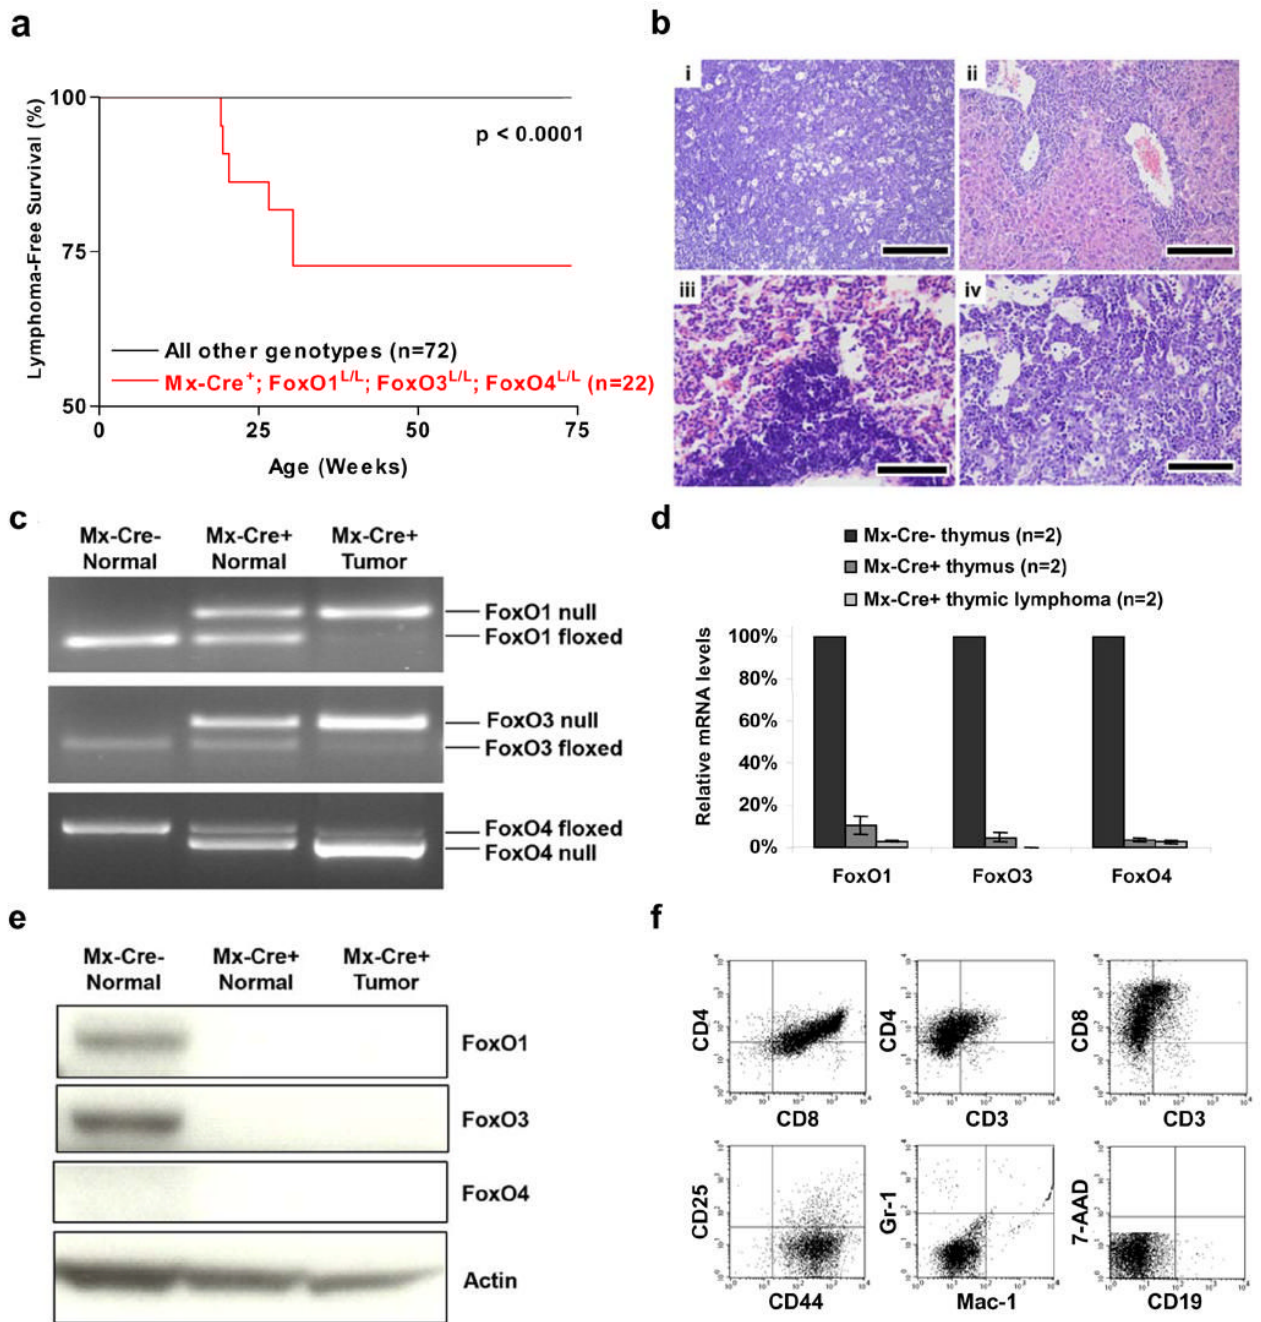 a
Lymphoma-Free Survival (%)
100
75
50
p < 0.0001
All other genotypes (n=72)
Mx-Cre+; FoxO1L/L; FoxO3L/L; FoxO4L/L (n=22)
0 25 50 75
Age (Weeks)
b
i
ii
iii
iv
c
Mx-Cre- Normal
Mx-Cre+ Normal
Mx-Cre+ Tumor
FoxO1 null
FoxO1 floxed
FoxO3 null
FoxO3 floxed
FoxO4 floxed
FoxO4 null
d
Mx-Cre- thymus (n=2)
Mx-Cre+ thymus (n=2)
Mx-Cre+ thymic lymphoma (n=2)
Relative mRNA levels
100%
80%
60%
40%
20%
0%
FoxO1 FoxO3 FoxO4
e
Mx-Cre- Normal
Mx-Cre+ Normal
Mx-Cre+ Tumor
FoxO1
FoxO3
FoxO4
Actin
f
CD4
CD8
CD4
CD3
CD8
CD3
CD25
CD44
Gr-1
Mac-1
7-AAD
CD19